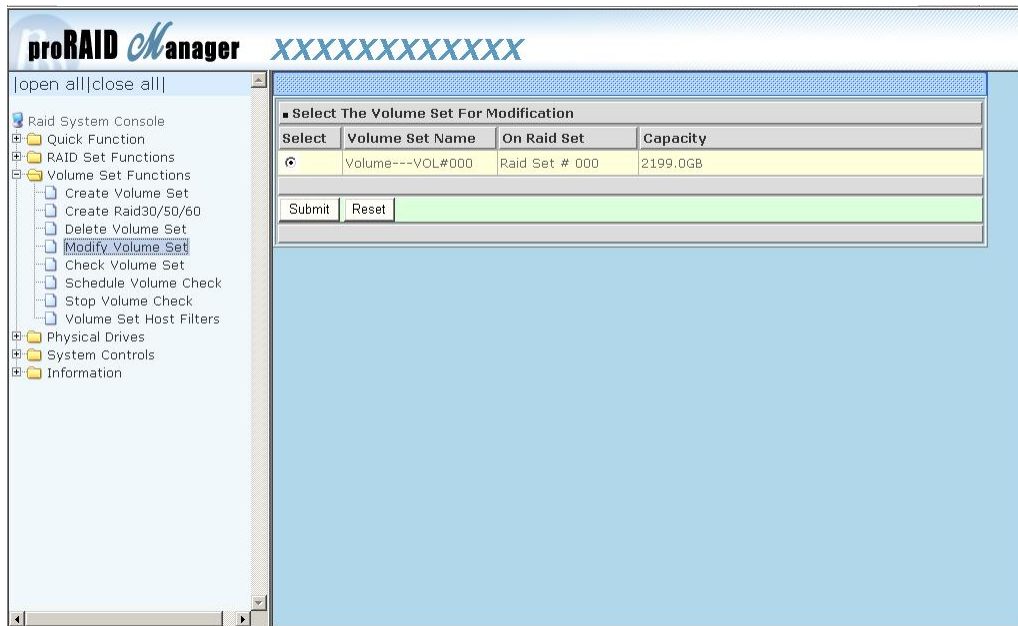 proRAID Manager XXXXXXXXXXXX
|open all|close all|
Raid System Console
Quick Function
RAID Set Functions
Volume Set Functions
Create Volume Set
Create Raid30/50/60
Delete Volume Set
Modify Volume Set
Check Volume Set
Schedule Volume Check
Stop Volume Check
Volume Set Host Filters
Physical Drives
System Controls
Information
Select The Volume Set For Modification
Select Volume Set Name On Raid Set Capacity
Volume---VOL#000 Raid Set # 000 2199.0GB
Submit Reset